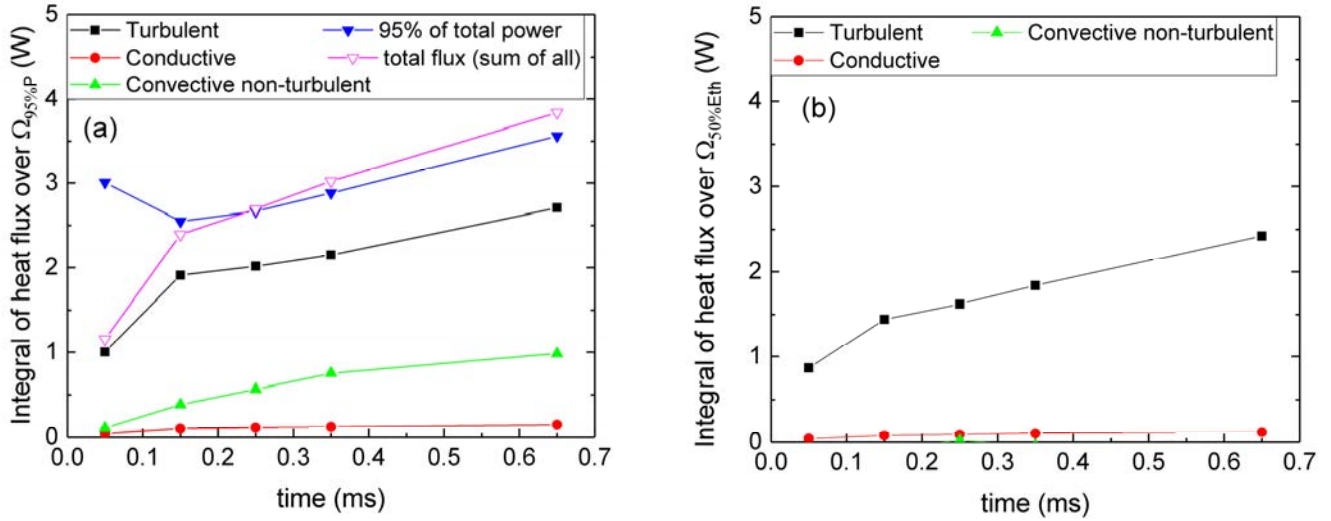 Turbulent
Conductive
Convective non-turbulent
95% of total power
total flux (sum of all)
(a)
Integral of heat flux over Ω95%P (W)
5
4
3
2
1
0
0.0 0.1 0.2 0.3 0.4 0.5 0.6 0.7
time (ms)
Turbulent
Conductive
Convective non-turbulent
(b)
Integral of heat flux over Ω50%Eth (W)
5
4
3
2
1
0
0.0 0.1 0.2 0.3 0.4 0.5 0.6 0.7
time (ms)